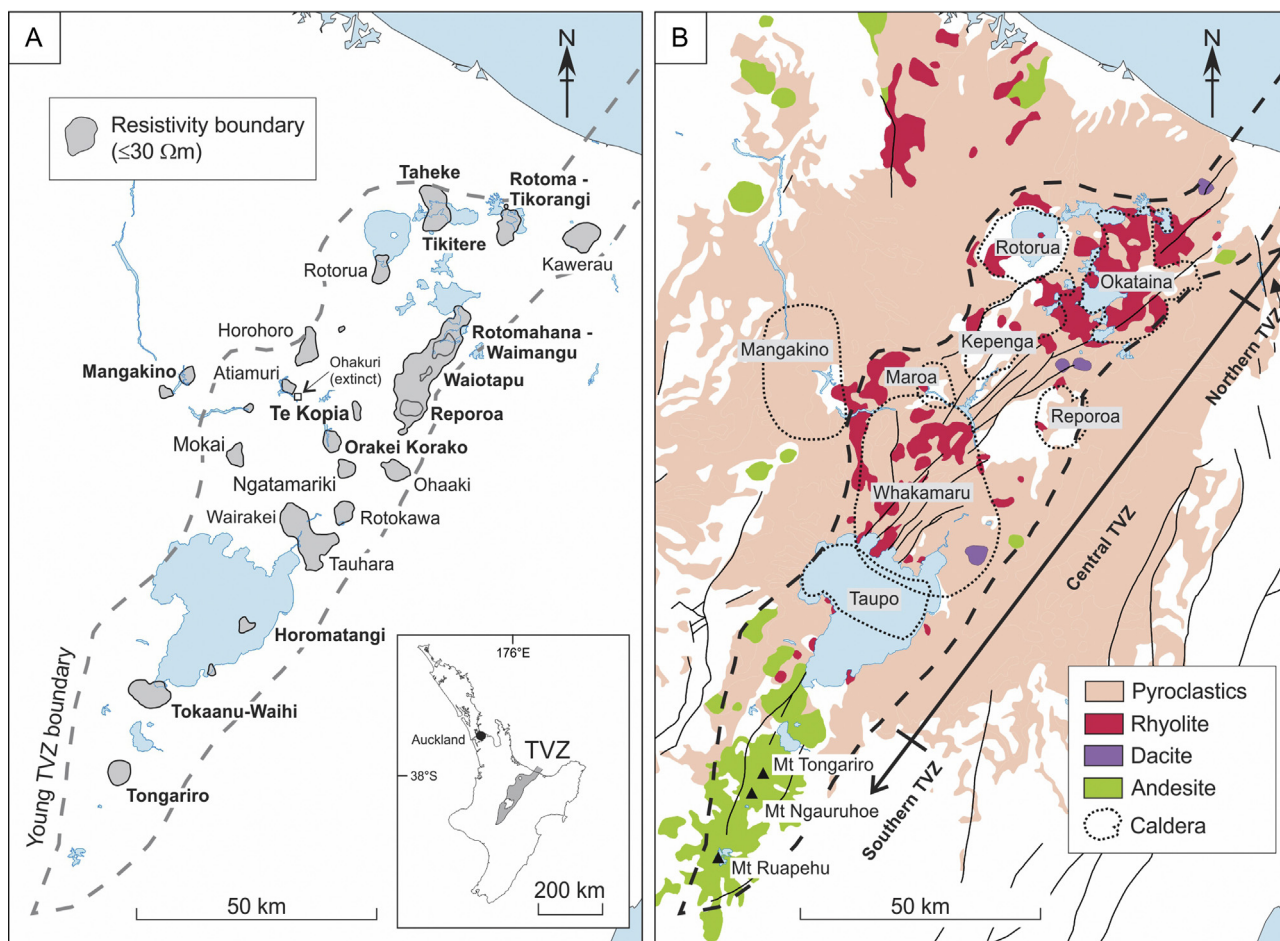 A
N
Resistivity boundary
(≤30 Ωm)
Taheke
Rotoma -
Tikorangi
Tikitere
Kawerau
Rotorua
Horohoro
Rotomahana -
Waimangu
Mangakino
Atiamuri
Ohakuri
(extinct)
Waiotapu
Te Kopia
Reporoa
Mokai
Orakei Korako
Ngatamariki
Ohaaki
Wairakei
Rotokawa
Tauhara
Horomatangi
Young TVZ boundary
Tokaanu-Waihi
Tongariro
50 km
176°E
Auckland
TVZ
38°S
200 km
B
N
Rotorua
Okataina
Mangakino
Kepenga
Maroa
Reporoa
Northern TVZ
Whakamaru
Central TVZ
Taupo
Southern TVZ
Mt Tongariro
Mt Ngauruhoe
Mt Ruapehu
50 km
Pyroclastics
Rhyolite
Dacite
Andesite
Caldera